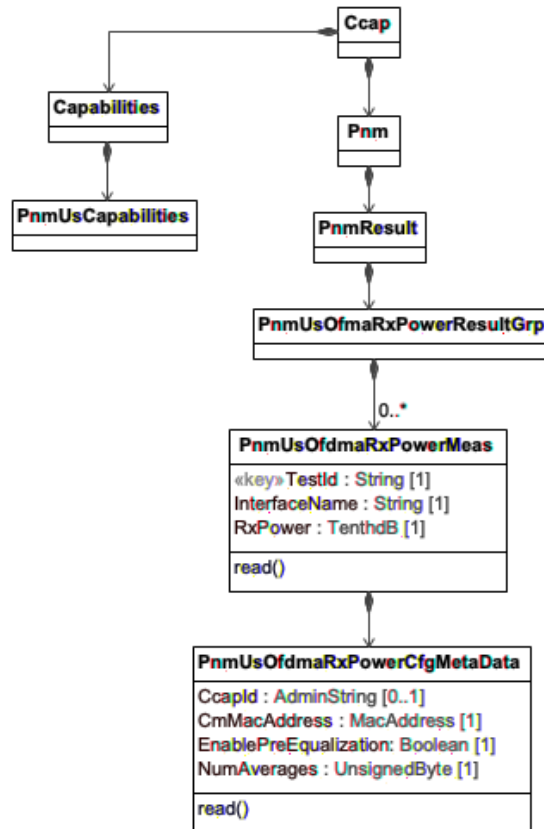 Ccap
Capabilities
Pnm
PnmUsCapabilities
PnmResult
PnmUsOfmaRxPowerResultGrp
0..*
PnmUsOfdmaRxPowerMeas
«key» TestId : String [1]
InterfaceName : String [1]
RxPower : TenthdB [1]
read()
PnmUsOfdmaRxPowerCfgMetaData
CcapId : AdminString [0..1]
CmMacAddress : MacAddress [1]
EnablePreEqualization: Boolean [1]
NumAverages : UnsignedByte [1]
read()